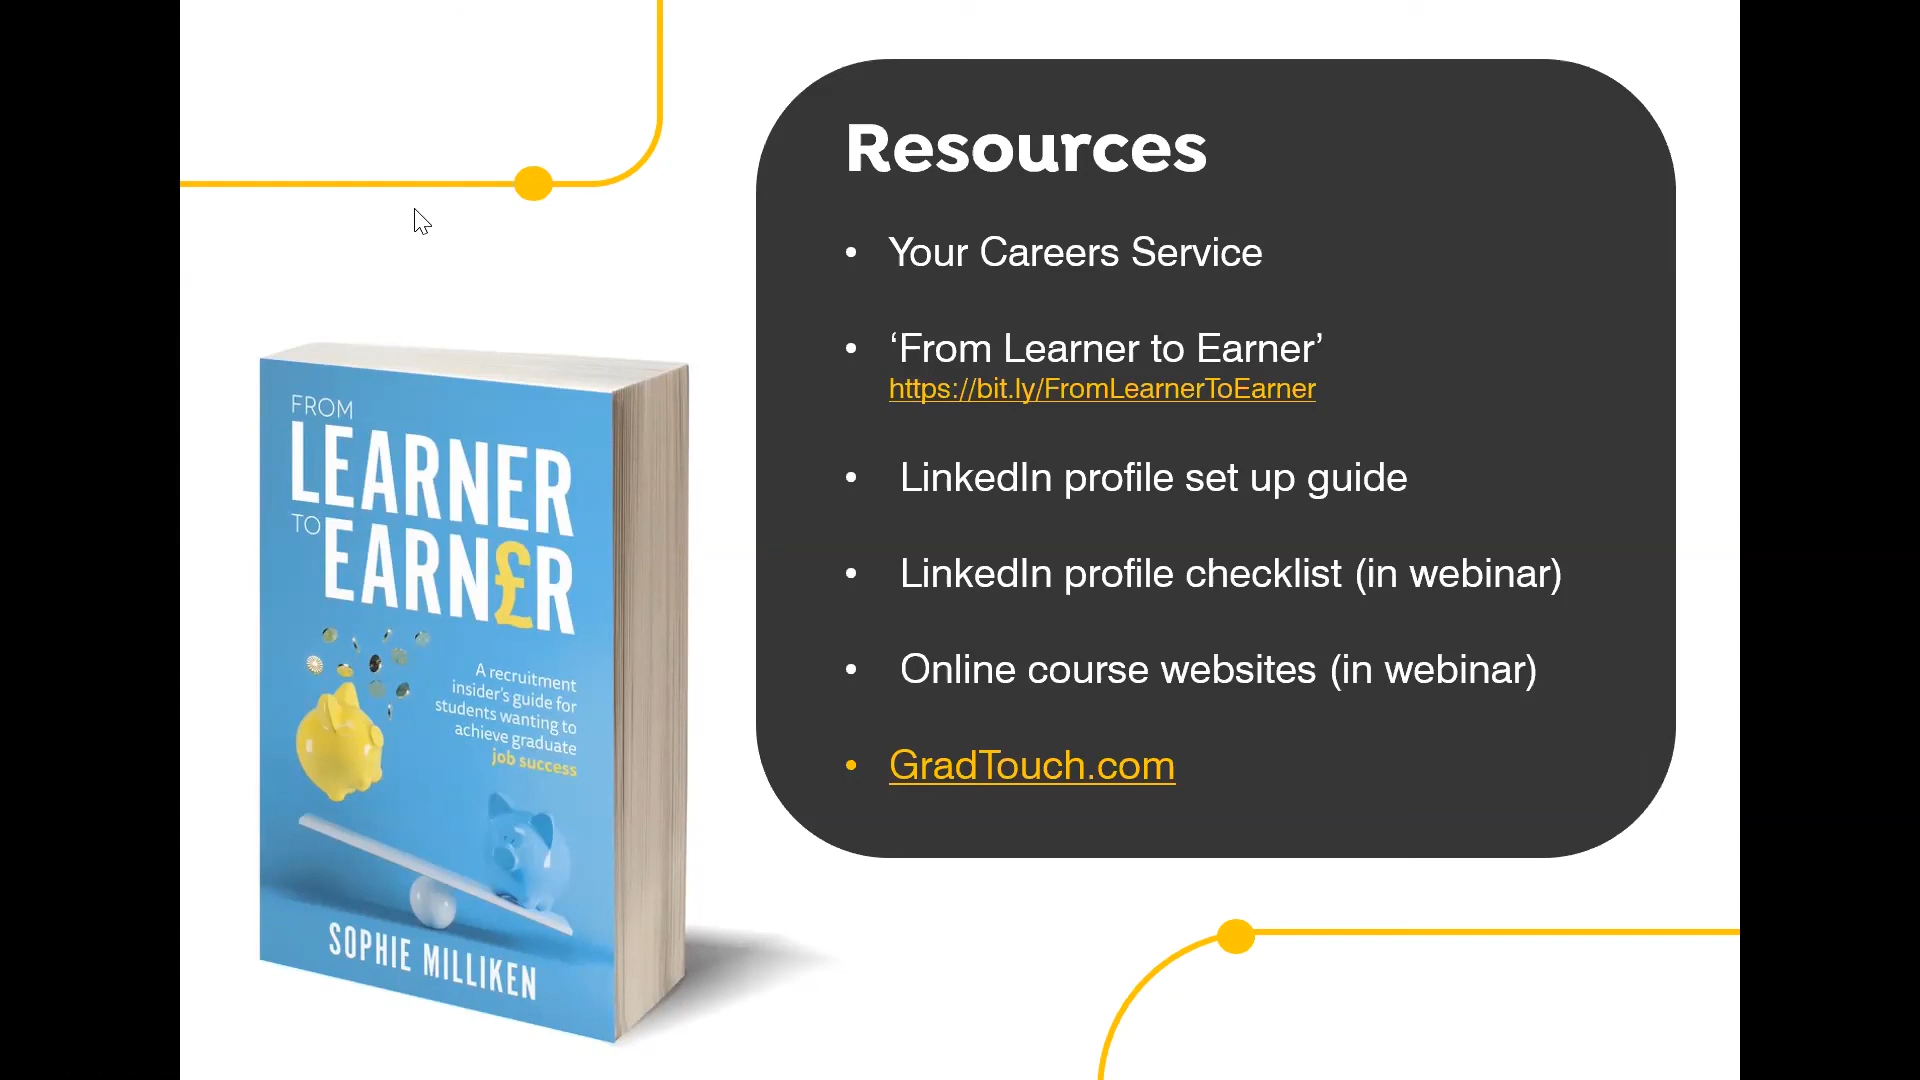 Resources
• Your Careers Service
• ‘From Learner to Earner’
https://bit.ly/FromLearnerToEarner
• LinkedIn profile set up guide
• LinkedIn profile checklist (in webinar)
• Online course websites (in webinar)
• GradTouch.com
FROM
LEARNER
TO EARN£R
A recruitment
insider's guide for
students wanting to
achieve graduate
job success
SOPHIE MILLIKEN